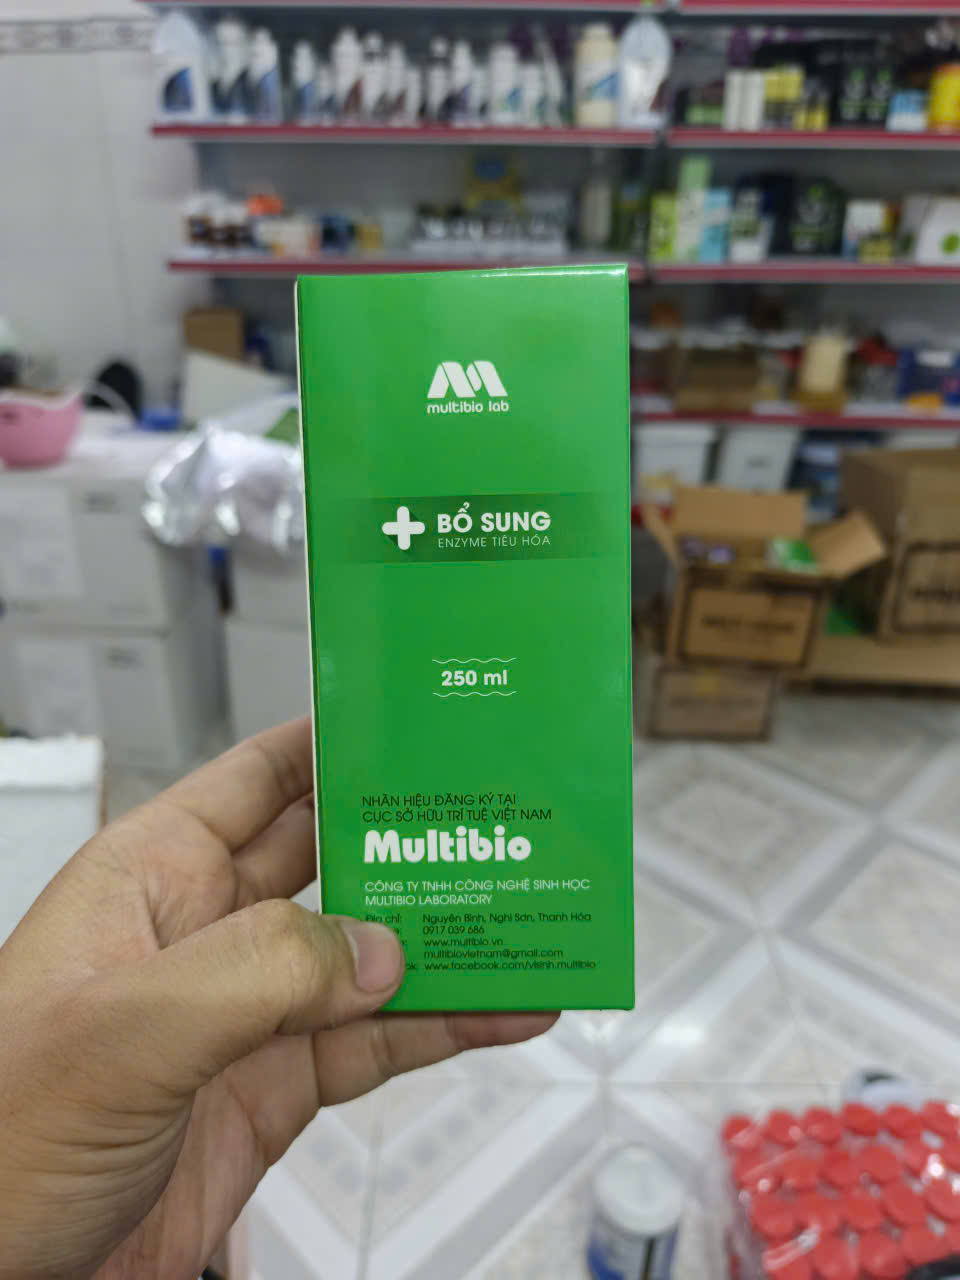 multibio lab
BỔ SUNG
ENZYME TIÊU HÓA
250 ml
NHÃN HIỆU ĐĂNG KÝ TẠI
CỤC SỞ HỮU TRÍ TUỆ VIỆT NAM
Multibio
CÔNG TY TNHH CÔNG NGHỆ SINH HỌC
MULTIBIO LABORATORY
Địa chỉ: Nguyên Bình, Nghi Sơn, Thanh Hóa
0917 039 686
www.multibio.vn
multibiovietnam@gmail.com
www.facebook.com/visinh.multibio